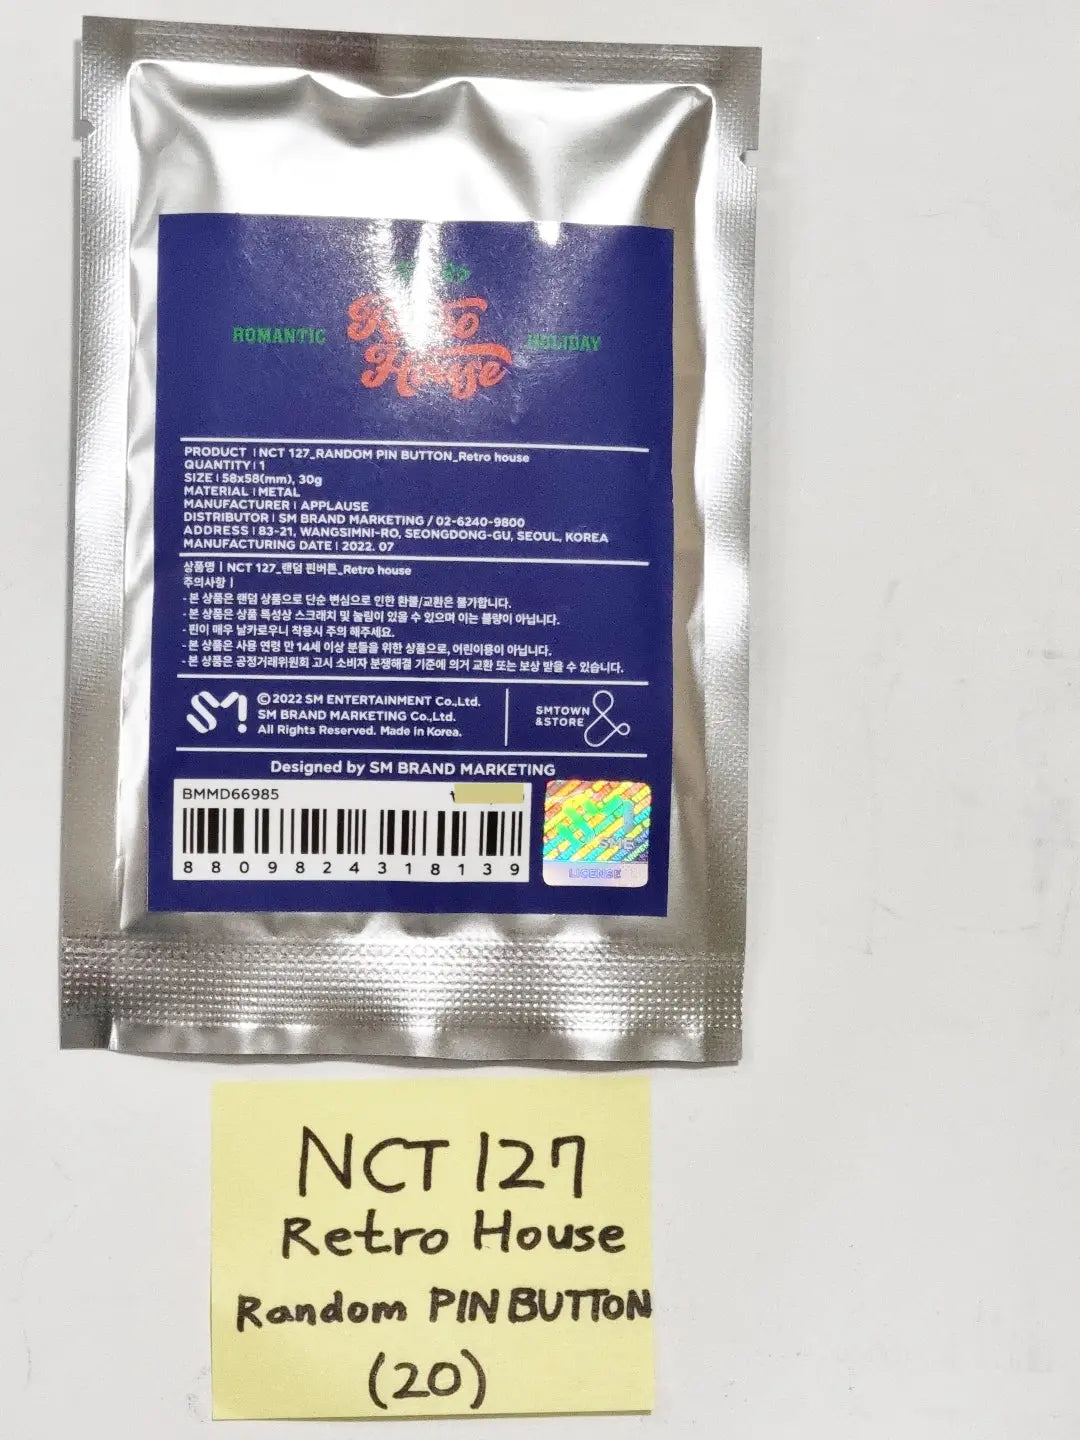 ROMANTIC
Retro
House
HOLIDAY
PRODUCT | NCT 127_RANDOM PIN BUTTON_Retro house
QUANTITY | 1
SIZE | 58x58(mm), 30g
MATERIAL | METAL
MANUFACTURER | APPLAUSE
DISTRIBUTOR | SM BRAND MARKETING / 02-6240-9800
ADDRESS | 83-21, WANGSIMNI-RO, SEONGDONG-GU, SEOUL, KOREA
MANUFACTURING DATE | 2022. 07
상품명 | NCT 127_랜덤 핀버튼_Retro house
주의사항 |
- 본 상품은 랜덤 상품으로 단순 변심으로 인한 환불/교환은 불가합니다.
- 본 상품은 상품 특성상 스크래치 및 눌림이 있을 수 있으며 이는 불량이 아닙니다.
- 핀이 매우 날카로우니 착용시 주의 해주세요.
- 본 상품은 사용 연령 만 14세 이상 분들을 위한 상품으로, 어린이용이 아닙니다.
- 본 상품은 공정거래위원회 고시 소비자 분쟁해결 기준에 의거 교환 또는 보상 받을 수 있습니다.
©2022 SM ENTERTAINMENT Co.,Ltd.
SM BRAND MARKETING Co.,Ltd.
All Rights Reserved. Made in Korea.
SMTOWN
&STORE
Designed by SM BRAND MARKETING
BMMD66985
8809824318139
LICENSE
NCT 127
Retro House
Random PIN BUTTON
(20)